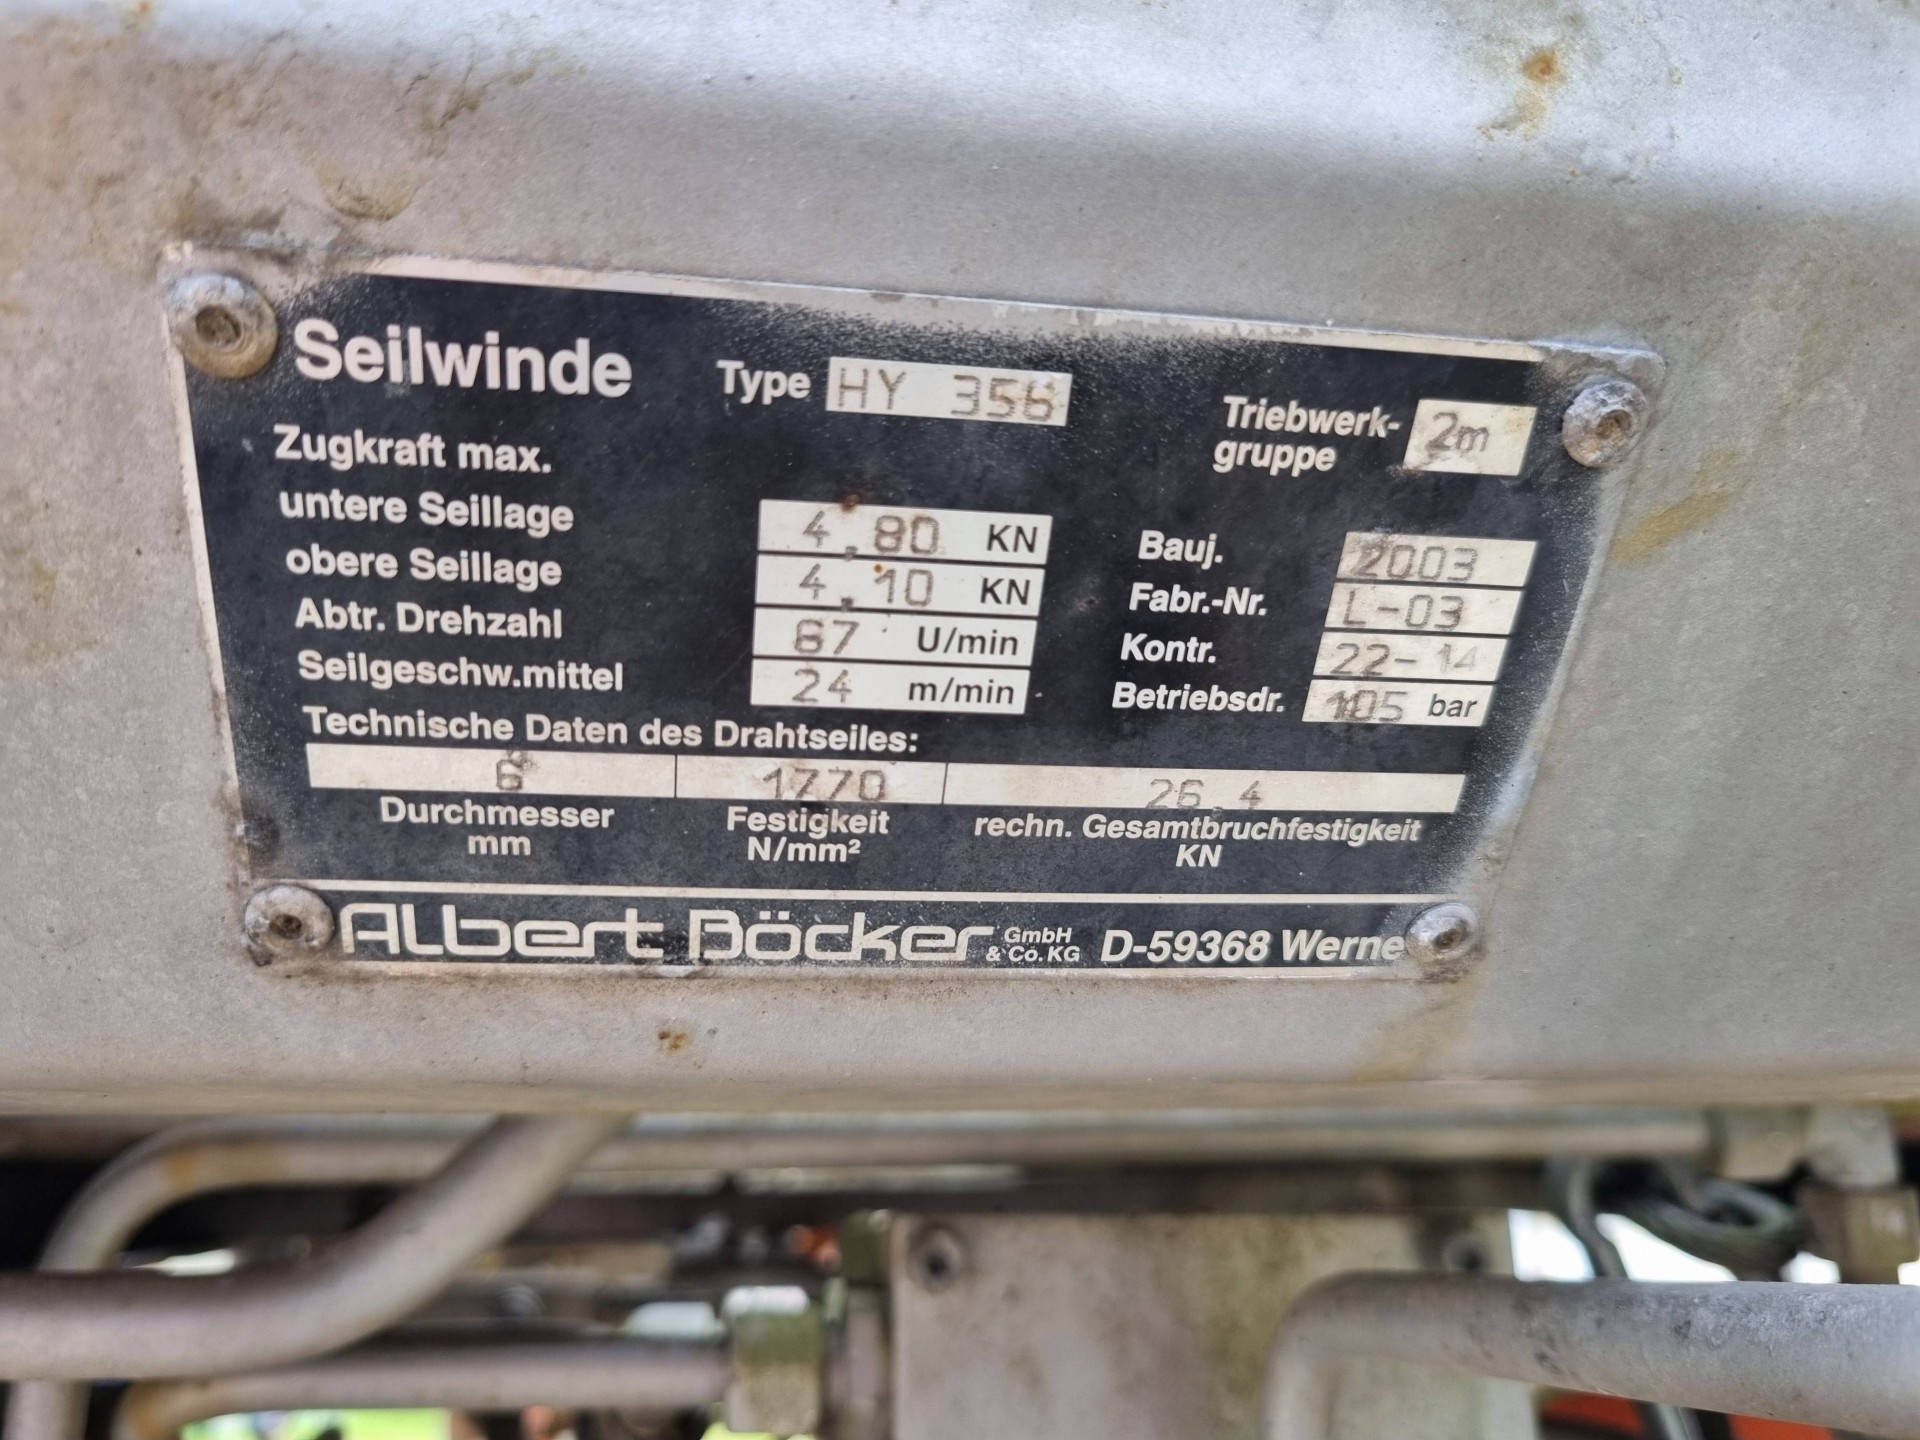 Seilwinde Type HY 356 Triebwerk-
gruppe 2m
Zugkraft max.
untere Seillage 4,80 KN Bauj. 2003
obere Seillage 4,10 KN Fabr.-Nr. L-03
Abtr. Drehzahl 67 U/min Kontr. 22-14
Seilgeschw.mittel 24 m/min Betriebsdr. 105 bar
Technische Daten des Drahtseiles:
6 1770 26,4
Durchmesser Festigkeit rechn. Gesamtbruchfestigkeit
mm N/mm² KN
Albert Böcker GmbH & Co. KG D-59368 Werne